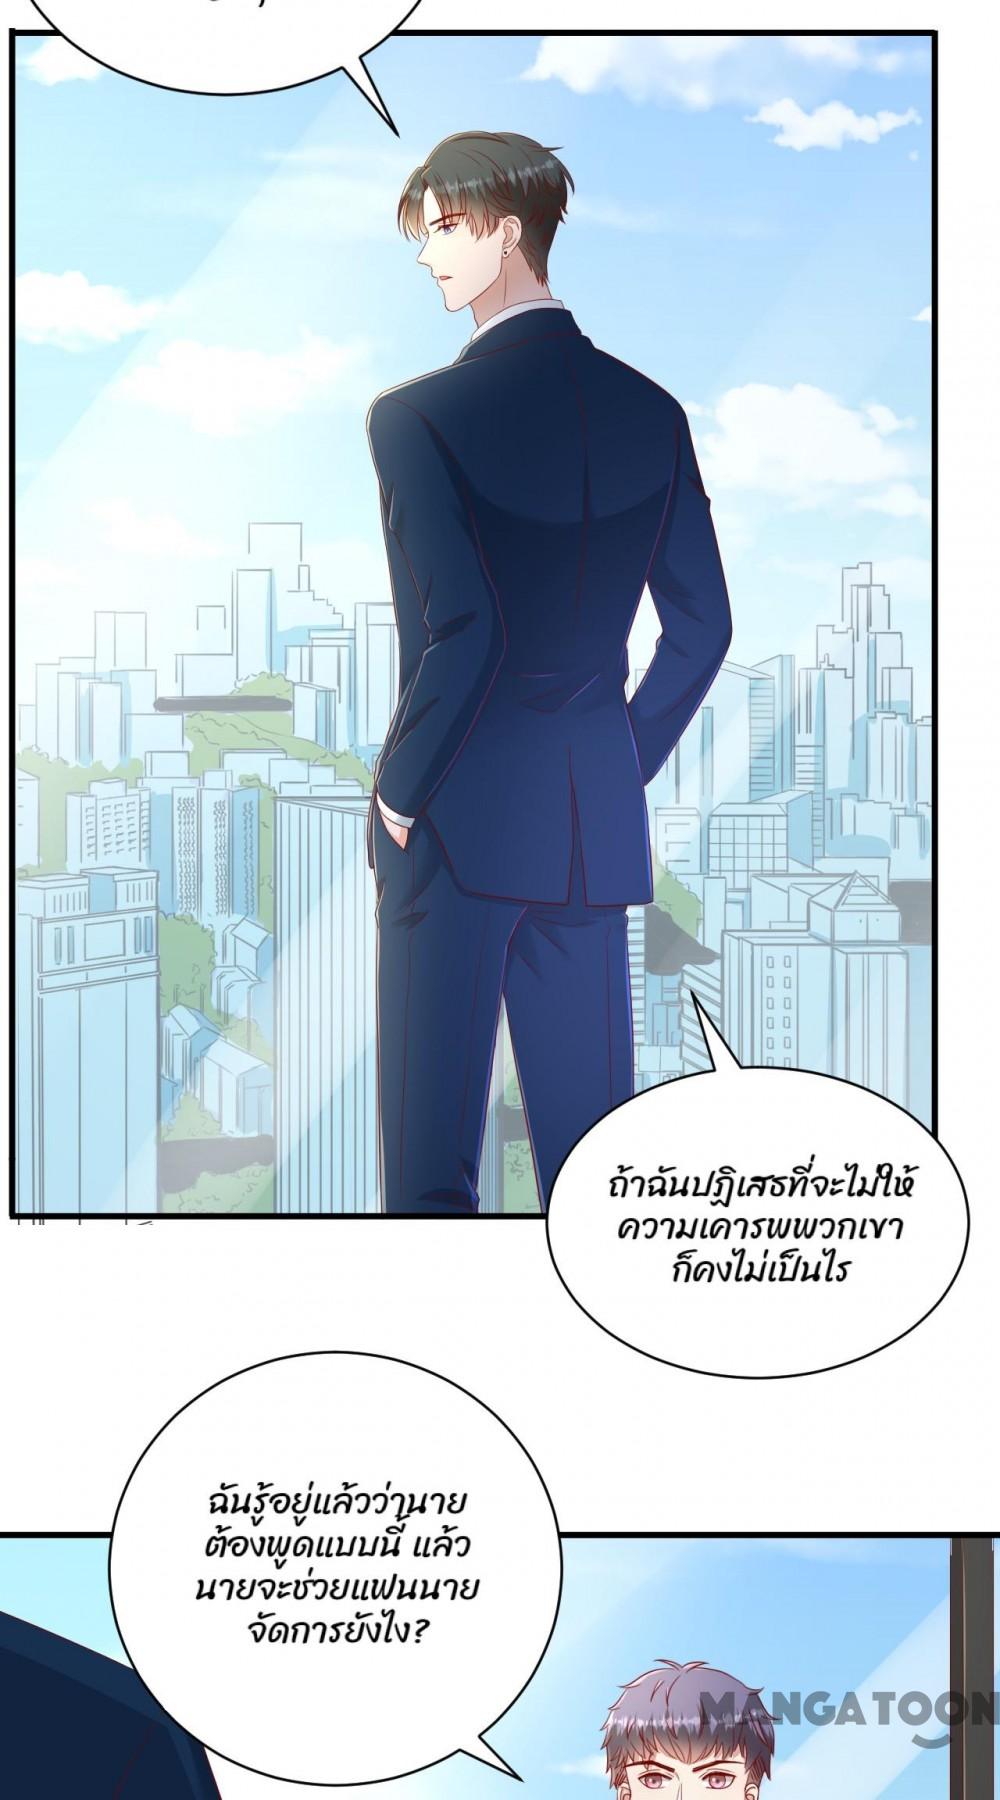 ถ้าฉันปฏิเสธที่จะไม่ให้
ความเคารพพวกเขา
ก็คงไม่เป็นไร
ฉันรู้อยู่แล้วว่านาย
ต้องพูดแบบนี้ แล้ว
นายจะช่วยแฟนนาย
จัดการยังไง?
MANGATOON